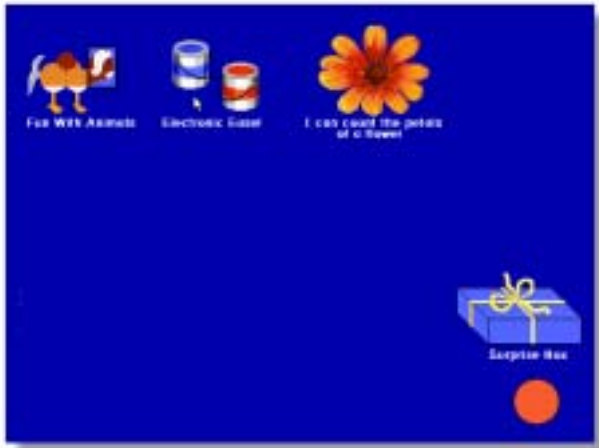 Fun With Animals
Electronic Easel
I can count the petals
of a flower
Surprise Box